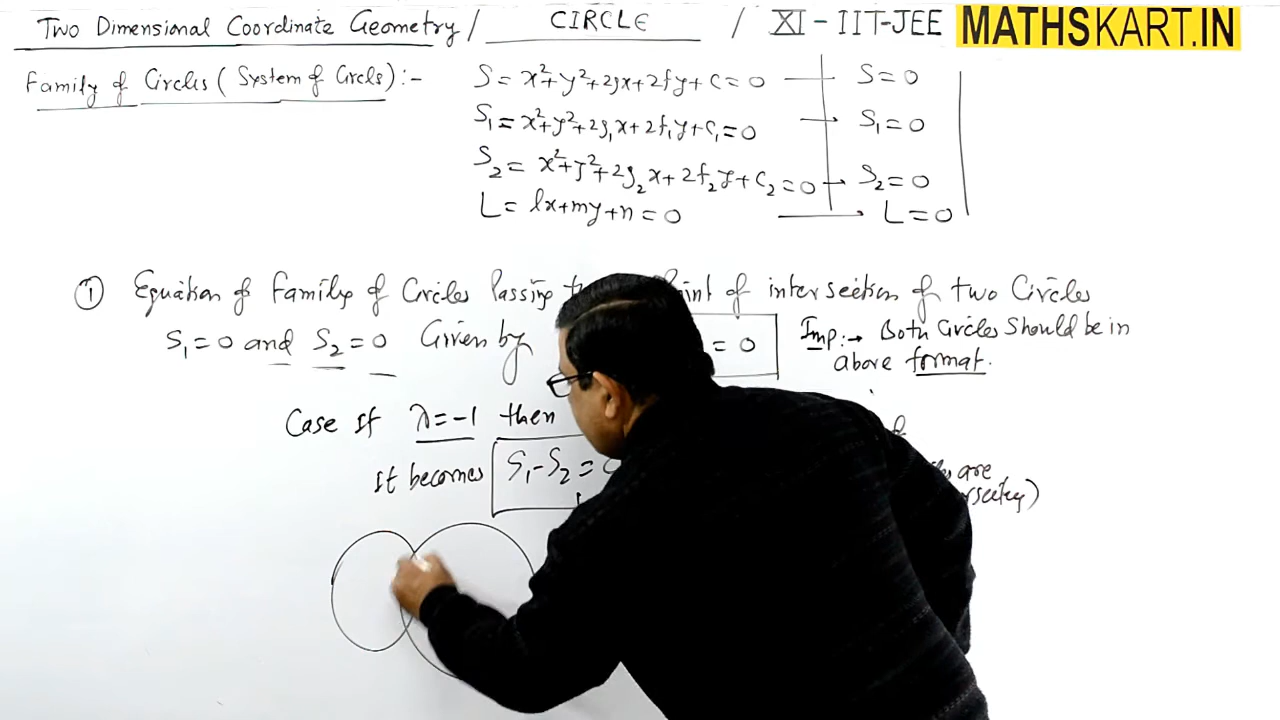 Two Dimensional Coordinate Geometry / CIRCLE / XI - IIT-JEE MATHSKART.IN
Family of Circles ( System of Circls) :-
S = x²+y²+2gx+2fy+c=0 → S=0
S₁=x²+y²+2g₁x+2f₁y+c₁=0 → S₁=0
S₂= x²+y²+2g₂x+2f₂y+c₂=0 → S₂=0
L= lx+my+n=0 → L=0
① Equation of Family of Circles Passing of intersection of two Circles
S₁=0 and S₂=0 Given by =0 Imp:→ Both Circles Should be in
above format.
Case If λ=-1 then
It becomes S₁-S₂= are